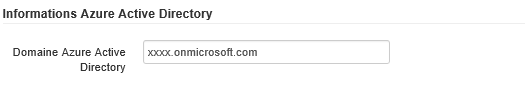 Informations Azure Active Directory
Domaine Azure Active
Directory
xxxx.onmicrosoft.com